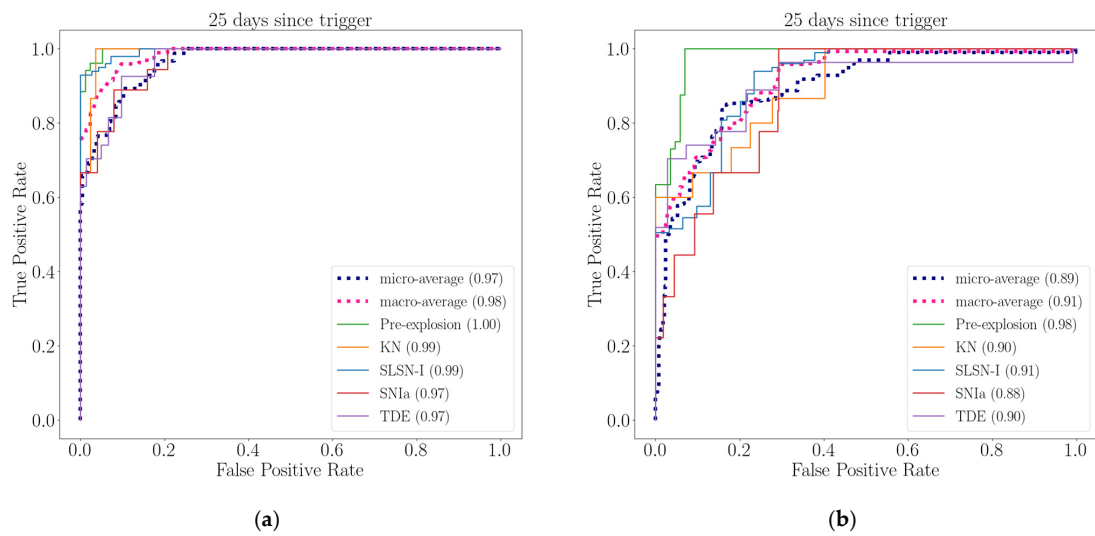 25 days since trigger
1.0
0.8
0.6
0.4
0.2
0.0
True Positive Rate
micro-average (0.97)
macro-average (0.98)
Pre-explosion (1.00)
KN (0.99)
SLSN-I (0.99)
SNIa (0.97)
TDE (0.97)
0.0 0.2 0.4 0.6 0.8 1.0
False Positive Rate
(a)
25 days since trigger
1.0
0.8
0.6
0.4
0.2
0.0
True Positive Rate
micro-average (0.89)
macro-average (0.91)
Pre-explosion (0.98)
KN (0.90)
SLSN-I (0.91)
SNIa (0.88)
TDE (0.90)
0.0 0.2 0.4 0.6 0.8 1.0
False Positive Rate
(b)